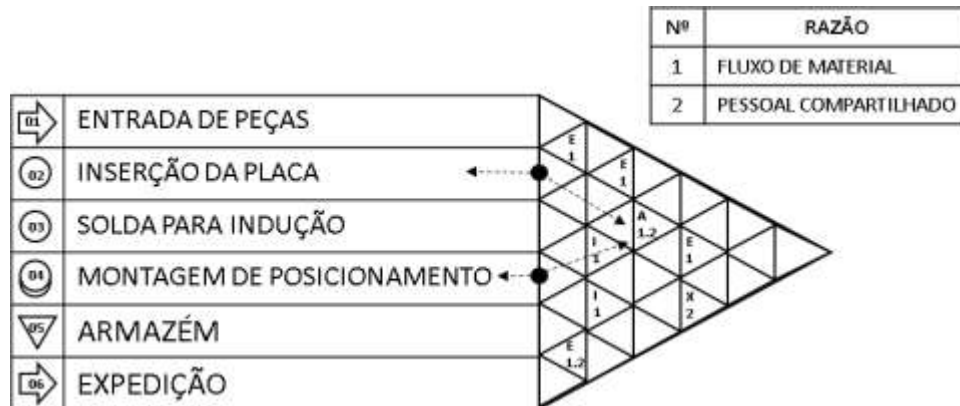 Nº RAZÃO
1 FLUXO DE MATERIAL
2 PESSOAL COMPARTILHADO
01 ENTRADA DE PEÇAS
02 INSERÇÃO DA PLACA
03 SOLDA PARA INDUÇÃO
04 MONTAGEM DE POSICIONAMENTO
05 ARMAZÉM
06 EXPEDIÇÃO
E
1
E
1
A
1.2
I
1
E
1
I
1
X
2
E
1.2